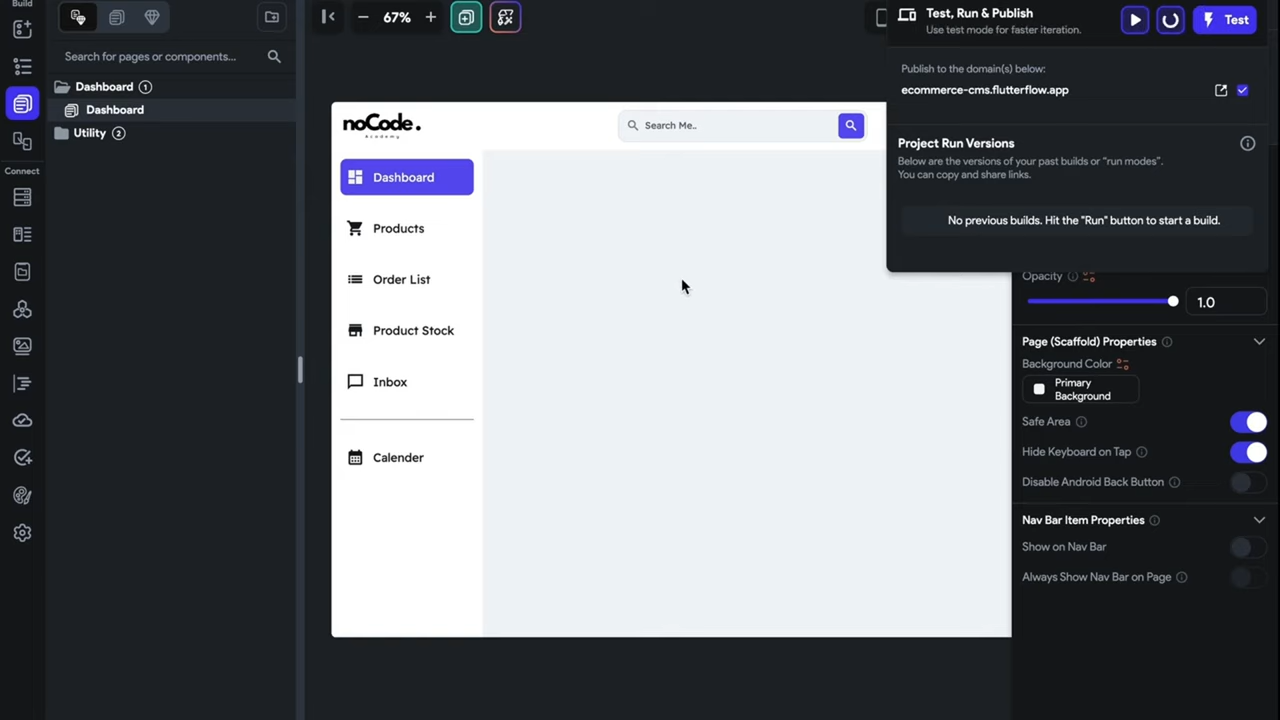 Build
67%
Test, Run & Publish
Use test mode for faster iteration.
Test
Search for pages or components...
Publish to the domain(s) below:
ecommerce-cms.flutterflow.app
Dashboard 1
Dashboard
Utility 2
Connect
noCode.
Academy
Search Me..
Project Run Versions
Below are the versions of your past builds or "run modes".
You can copy and share links.
No previous builds. Hit the "Run" button to start a build.
Dashboard
Products
Order List
Product Stock
Inbox
Calender
Opacity
1.0
Page (Scaffold) Properties
Background Color
Primary
Background
Safe Area
Hide Keyboard on Tap
Disable Android Back Button
Nav Bar Item Properties
Show on Nav Bar
Always Show Nav Bar on Page